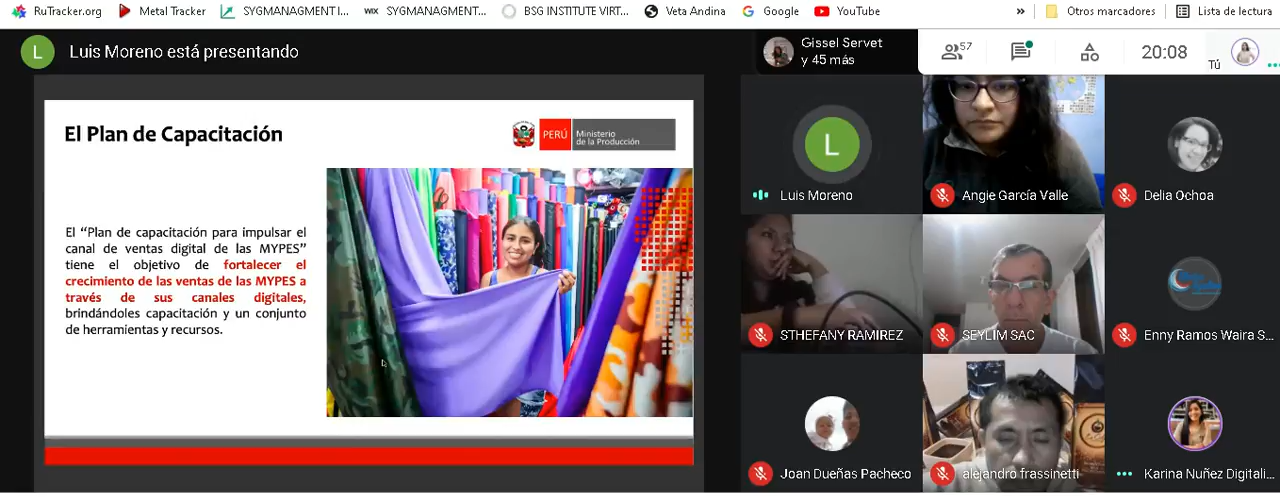 RuTracker.org
Metal Tracker
SYGMANAGMENT I...
WIX
SYGMANAGMENT...
BSG INSTITUTE VIRT...
Veta Andina
G
Google
YouTube
»
Otros marcadores
Lista de lectura
L
Luis Moreno está presentando
Gissel Servet
y 45 más
57
20:08
Tú
El Plan de Capacitación
PERÚ
Ministerio
de la Producción
El “Plan de capacitación para impulsar el
canal de ventas digital de las MYPES”
tiene el objetivo de fortalecer el
crecimiento de las ventas de las MYPES a
través de sus canales digitales,
brindándoles capacitación y un conjunto
de herramientas y recursos.
L
Luis Moreno
Angie García Valle
Delia Ochoa
STHEFANY RAMIREZ
SEYLIM SAC
Enny Ramos Waira S...
Joan Dueñas Pacheco
alejandro frassinetti
Karina Nuñez Digitali...